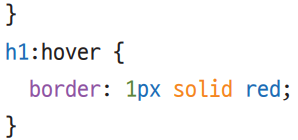 }
h1:hover {
  border: 1px solid red;
}